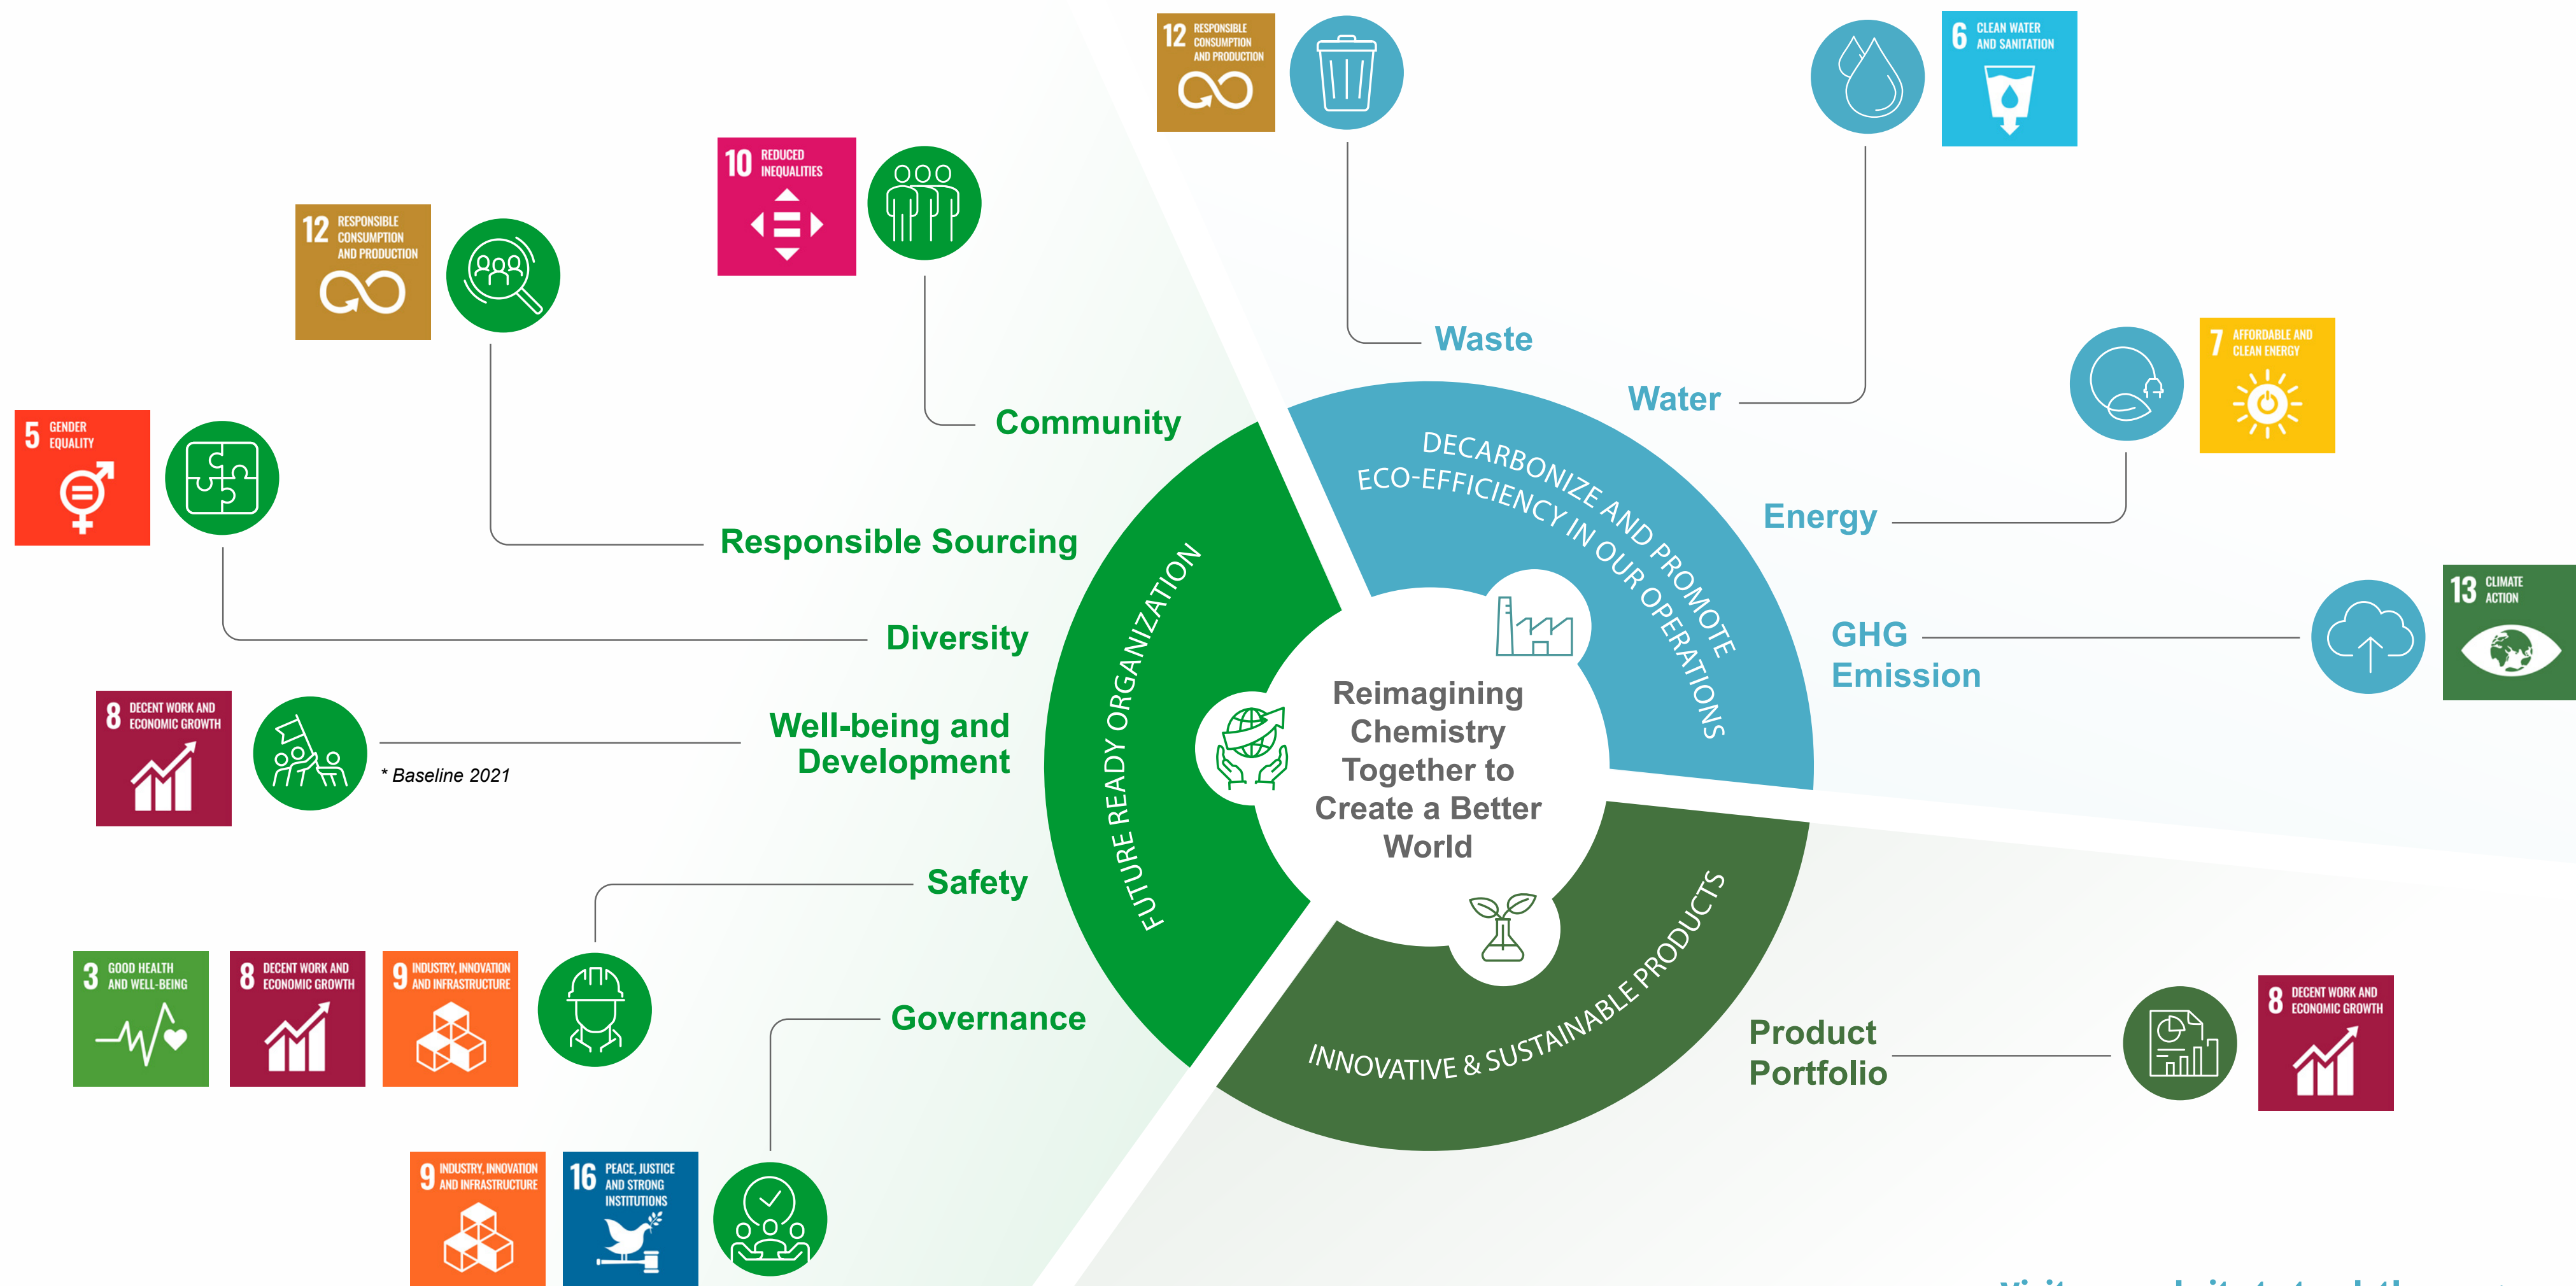 12 RESPONSIBLE
CONSUMPTION
AND PRODUCTION
6 CLEAN WATER
AND SANITATION
10 REDUCED
INEQUALITIES
12 RESPONSIBLE
CONSUMPTION
AND PRODUCTION
7 AFFORDABLE AND
CLEAN ENERGY
Waste
Water
5 GENDER
EQUALITY
Community
Energy
Responsible Sourcing
13 CLIMATE
ACTION
Diversity
GHG
Emission
8 DECENT WORK AND
ECONOMIC GROWTH
* Baseline 2021
Well-being and
Development
DECARBONIZE AND PROMOTE
ECO-EFFICIENCY IN OUR OPERATIONS
FUTURE READY ORGANIZATION
Reimagining
Chemistry
Together to
Create a Better
World
INNOVATIVE & SUSTAINABLE PRODUCTS
Safety
3 GOOD HEALTH
AND WELL-BEING
8 DECENT WORK AND
ECONOMIC GROWTH
9 INDUSTRY, INNOVATION
AND INFRASTRUCTURE
Governance
Product
Portfolio
8 DECENT WORK AND
ECONOMIC GROWTH
9 INDUSTRY, INNOVATION
AND INFRASTRUCTURE
16 PEACE, JUSTICE
AND STRONG
INSTITUTIONS